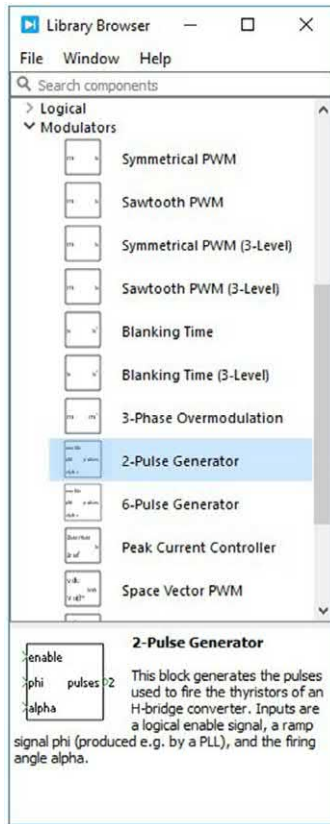 Library Browser
File Window Help
Search components
Logical
Modulators
Symmetrical PWM
Sawtooth PWM
Symmetrical PWM (3-Level)
Sawtooth PWM (3-Level)
Blanking Time
Blanking Time (3-Level)
3-Phase Overmodulation
2-Pulse Generator
6-Pulse Generator
Peak Current Controller
Space Vector PWM
2-Pulse Generator
enable
phi pulses 2
alpha
This block generates the pulses
used to fire the thyristors of an
H-bridge converter. Inputs are
a logical enable signal, a ramp
signal phi (produced e.g. by a PLL), and the firing
angle alpha.